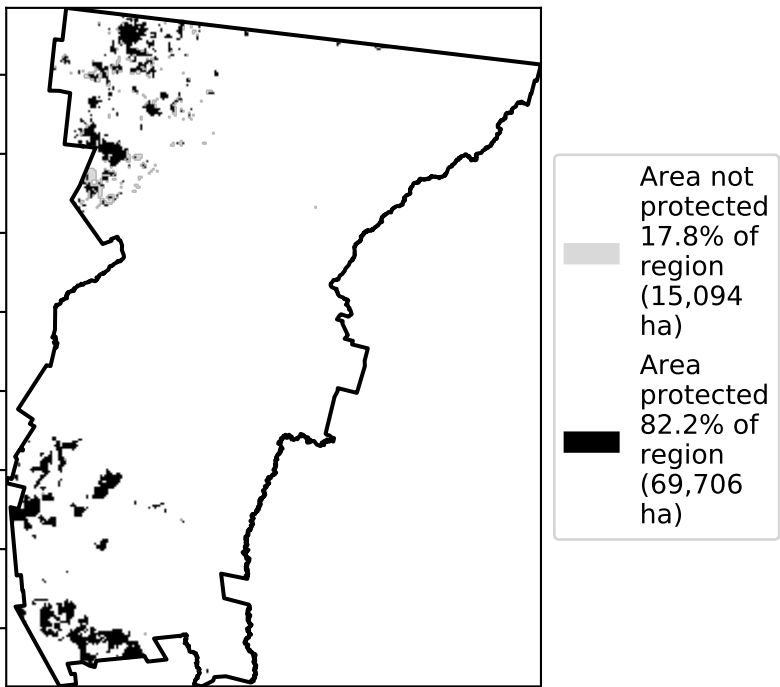 Area not
protected
17.8% of
region
(15,094
ha)
Area
protected
82.2% of
region
(69,706
ha)